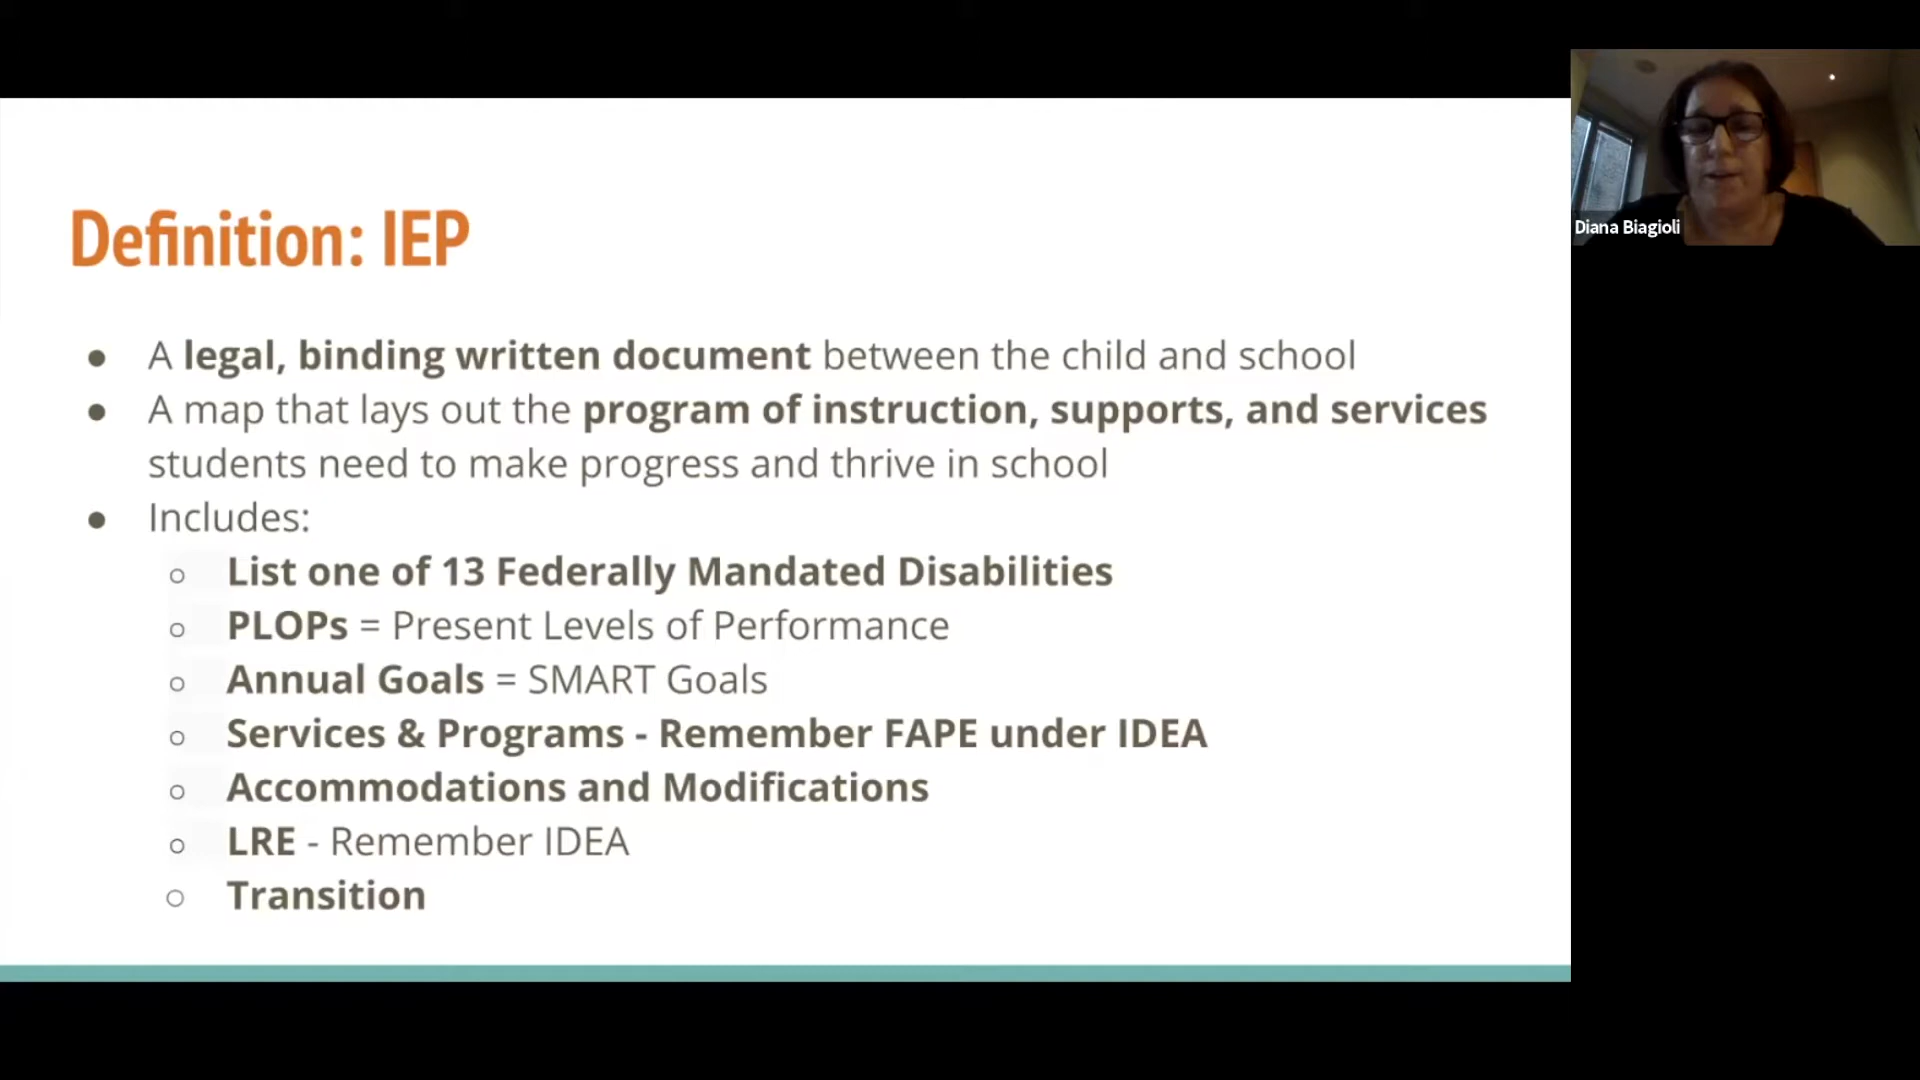 Definition: IEP
● A legal, binding written document between the child and school
● A map that lays out the program of instruction, supports, and services
students need to make progress and thrive in school
● Includes:
○ List one of 13 Federally Mandated Disabilities
○ PLOPs = Present Levels of Performance
○ Annual Goals = SMART Goals
○ Services & Programs - Remember FAPE under IDEA
○ Accommodations and Modifications
○ LRE - Remember IDEA
○ Transition
Diana Biagioli